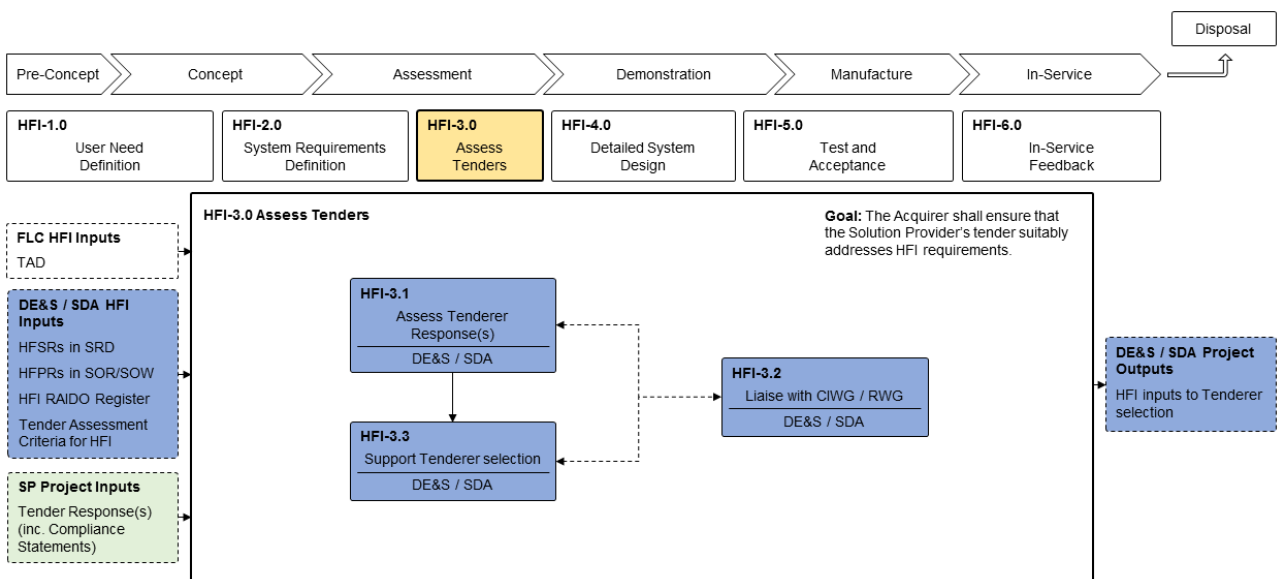 Disposal
Pre-Concept
Concept
Assessment
Demonstration
Manufacture
In-Service
HFI-1.0
User Need
Definition
HFI-2.0
System Requirements
Definition
HFI-3.0
Assess
Tenders
HFI-4.0
Detailed System
Design
HFI-5.0
Test and
Acceptance
HFI-6.0
In-Service
Feedback
HFI-3.0 Assess Tenders
Goal: The Acquirer shall ensure that
the Solution Provider's tender suitably
addresses HFI requirements.
FLC HFI Inputs
TAD
DE&S / SDA HFI
Inputs
HFSRs in SRD
HFPRs in SOR/SOW
HFI RAIDO Register
Tender Assessment
Criteria for HFI
SP Project Inputs
Tender Response(s)
(inc. Compliance
Statements)
HFI-3.1
Assess Tenderer
Response(s)
DE&S / SDA
HFI-3.2
Liaise with CIWG / RWG
DE&S / SDA
HFI-3.3
Support Tenderer selection
DE&S / SDA
DE&S / SDA Project
Outputs
HFI inputs to Tenderer
selection